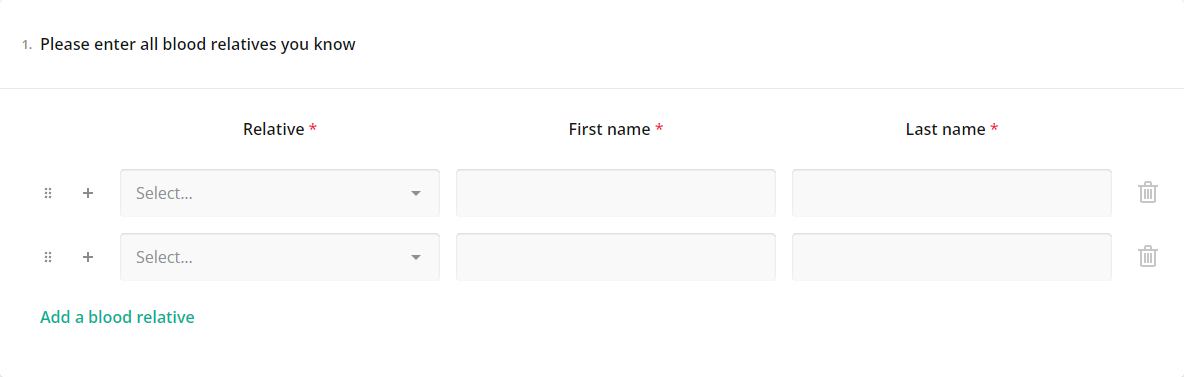 1. Please enter all blood relatives you know
Relative * First name * Last name *
Select...
Select...
Add a blood relative